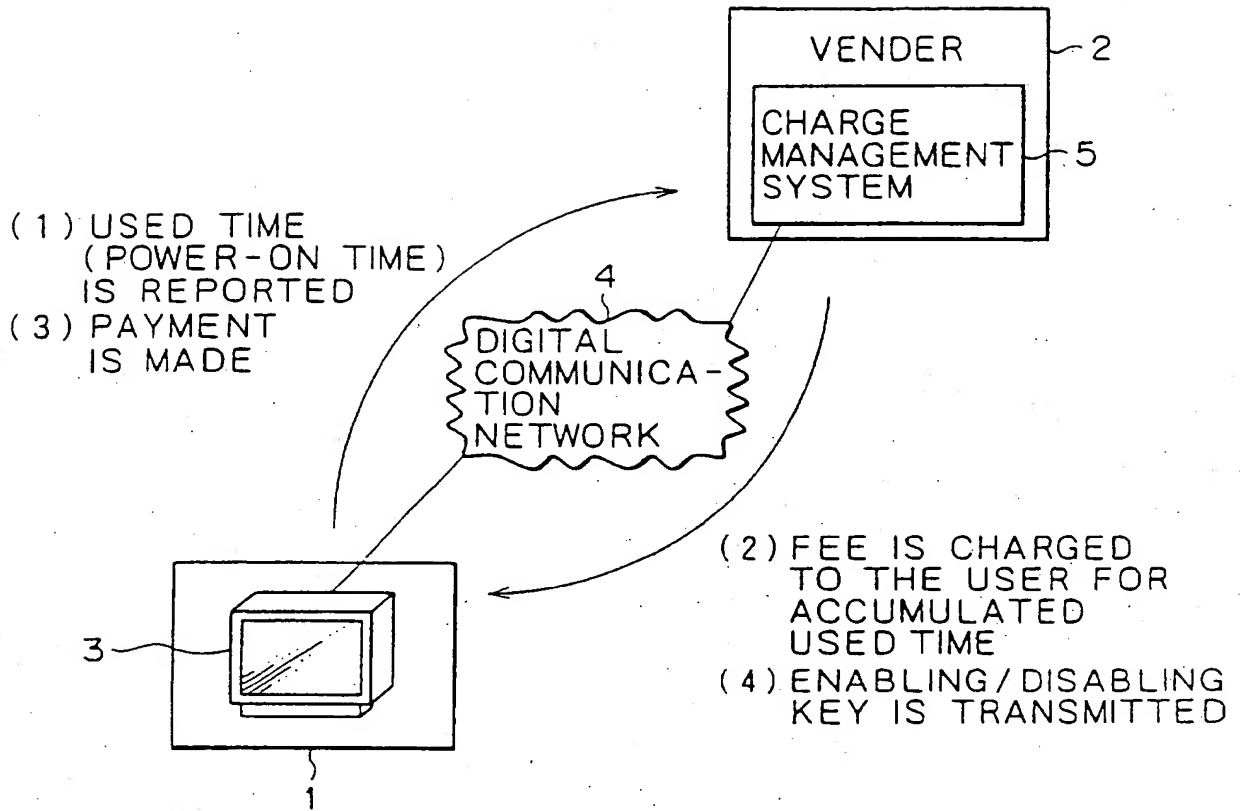 VENDER
2
CHARGE
MANAGEMENT
SYSTEM
5
(1) USED TIME
(POWER-ON TIME)
IS REPORTED
(3) PAYMENT
IS MADE
4
DIGITAL
COMMUNICA-
TION
NETWORK
(2) FEE IS CHARGED
TO THE USER FOR
ACCUMULATED
USED TIME
(4) ENABLING/DISABLING
KEY IS TRANSMITTED
3
1